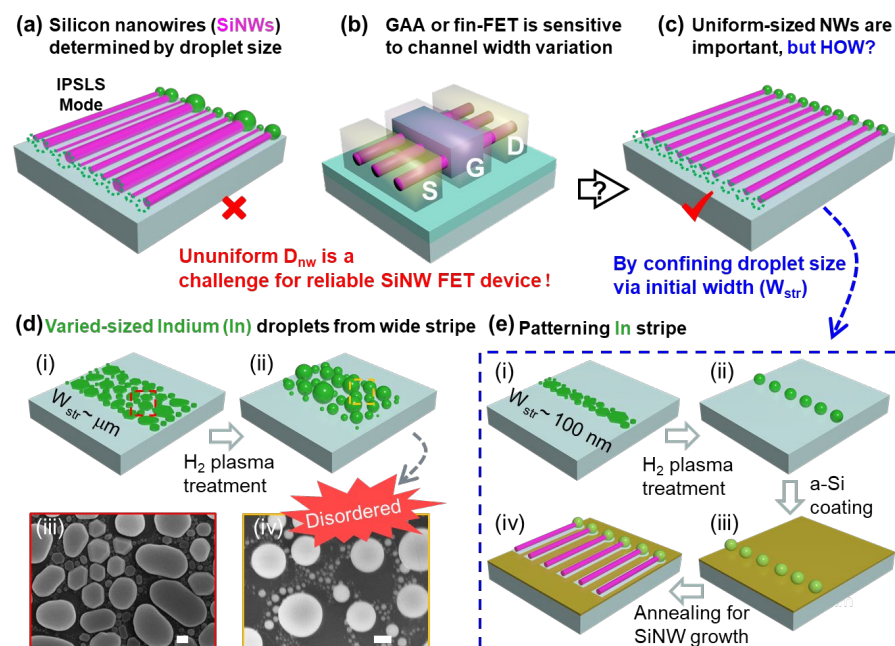 (a) Silicon nanowires (SiNWs)
determined by droplet size
IPSLS
Mode
(b) GAA or fin-FET is sensitive
to channel width variation
S
G
D
?
(c) Uniform-sized NWs are
important, but HOW?
Ununiform Dnw is a
challenge for reliable SiNW FET device!
By confining droplet size
via initial width (Wstr)
(d) Varied-sized Indium (In) droplets from wide stripe
(i)
Wstr~ μm
H2 plasma
treatment
(ii)
Disordered
(iii)
(iv)
(e) Patterning In stripe
(i)
Wstr~ 100 nm
H2 plasma
treatment
(ii)
a-Si
coating
(iii)
(iv)
Annealing for
SiNW growth